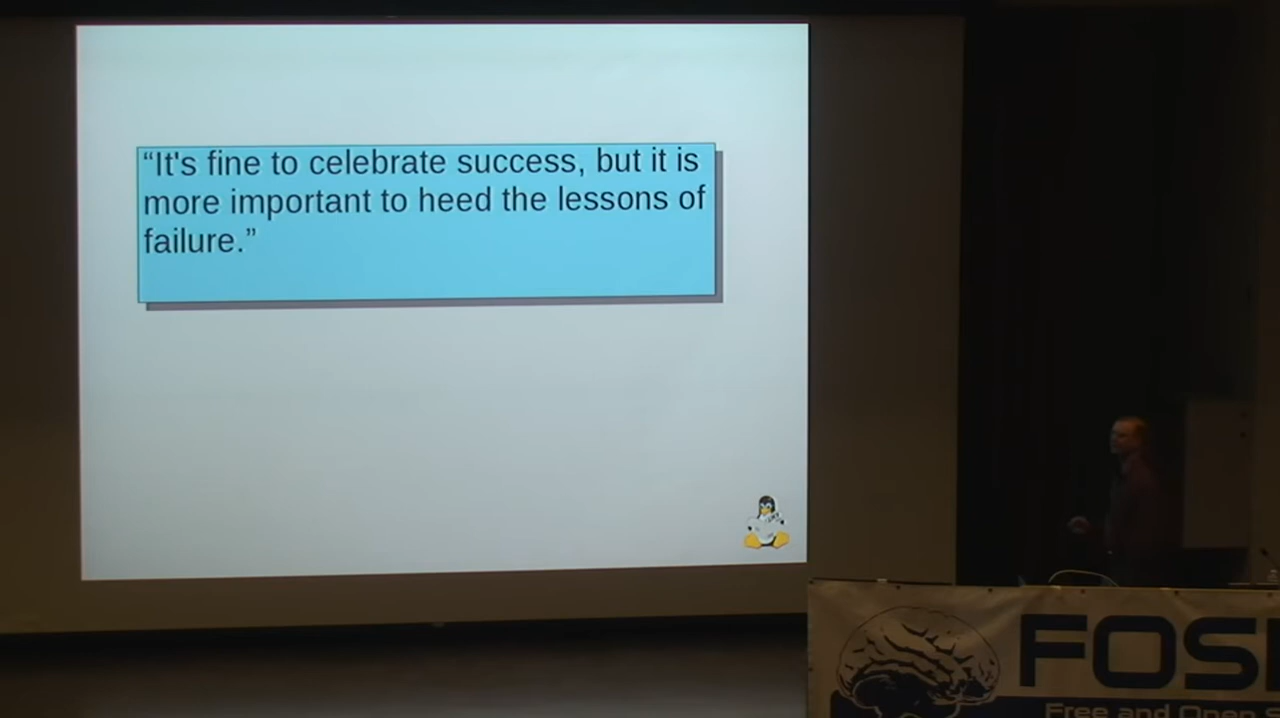 “It's fine to celebrate success, but it is
more important to heed the lessons of
failure.”
FOS
Free and Open S